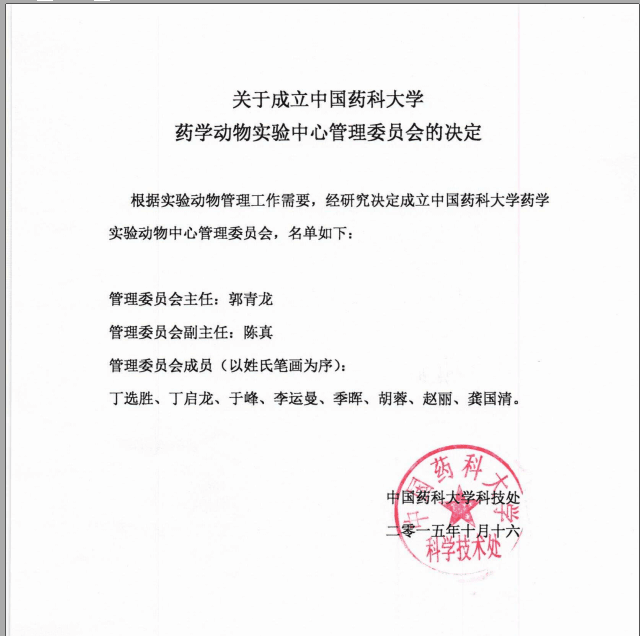 关于成立中国药科大学
药学动物实验中心管理委员会的决定
根据实验动物管理工作需要，经研究决定成立中国药科大学药学
实验动物中心管理委员会，名单如下：
管理委员会主任：郭青龙
管理委员会副主任：陈真
管理委员会成员（以姓氏笔画为序）：
丁选胜、丁启龙、于峰、李运曼、季晖、胡蓉、赵丽、龚国清。
中国药科大学科技处
二零一五年十月十六
中国药科大学
科学技术处